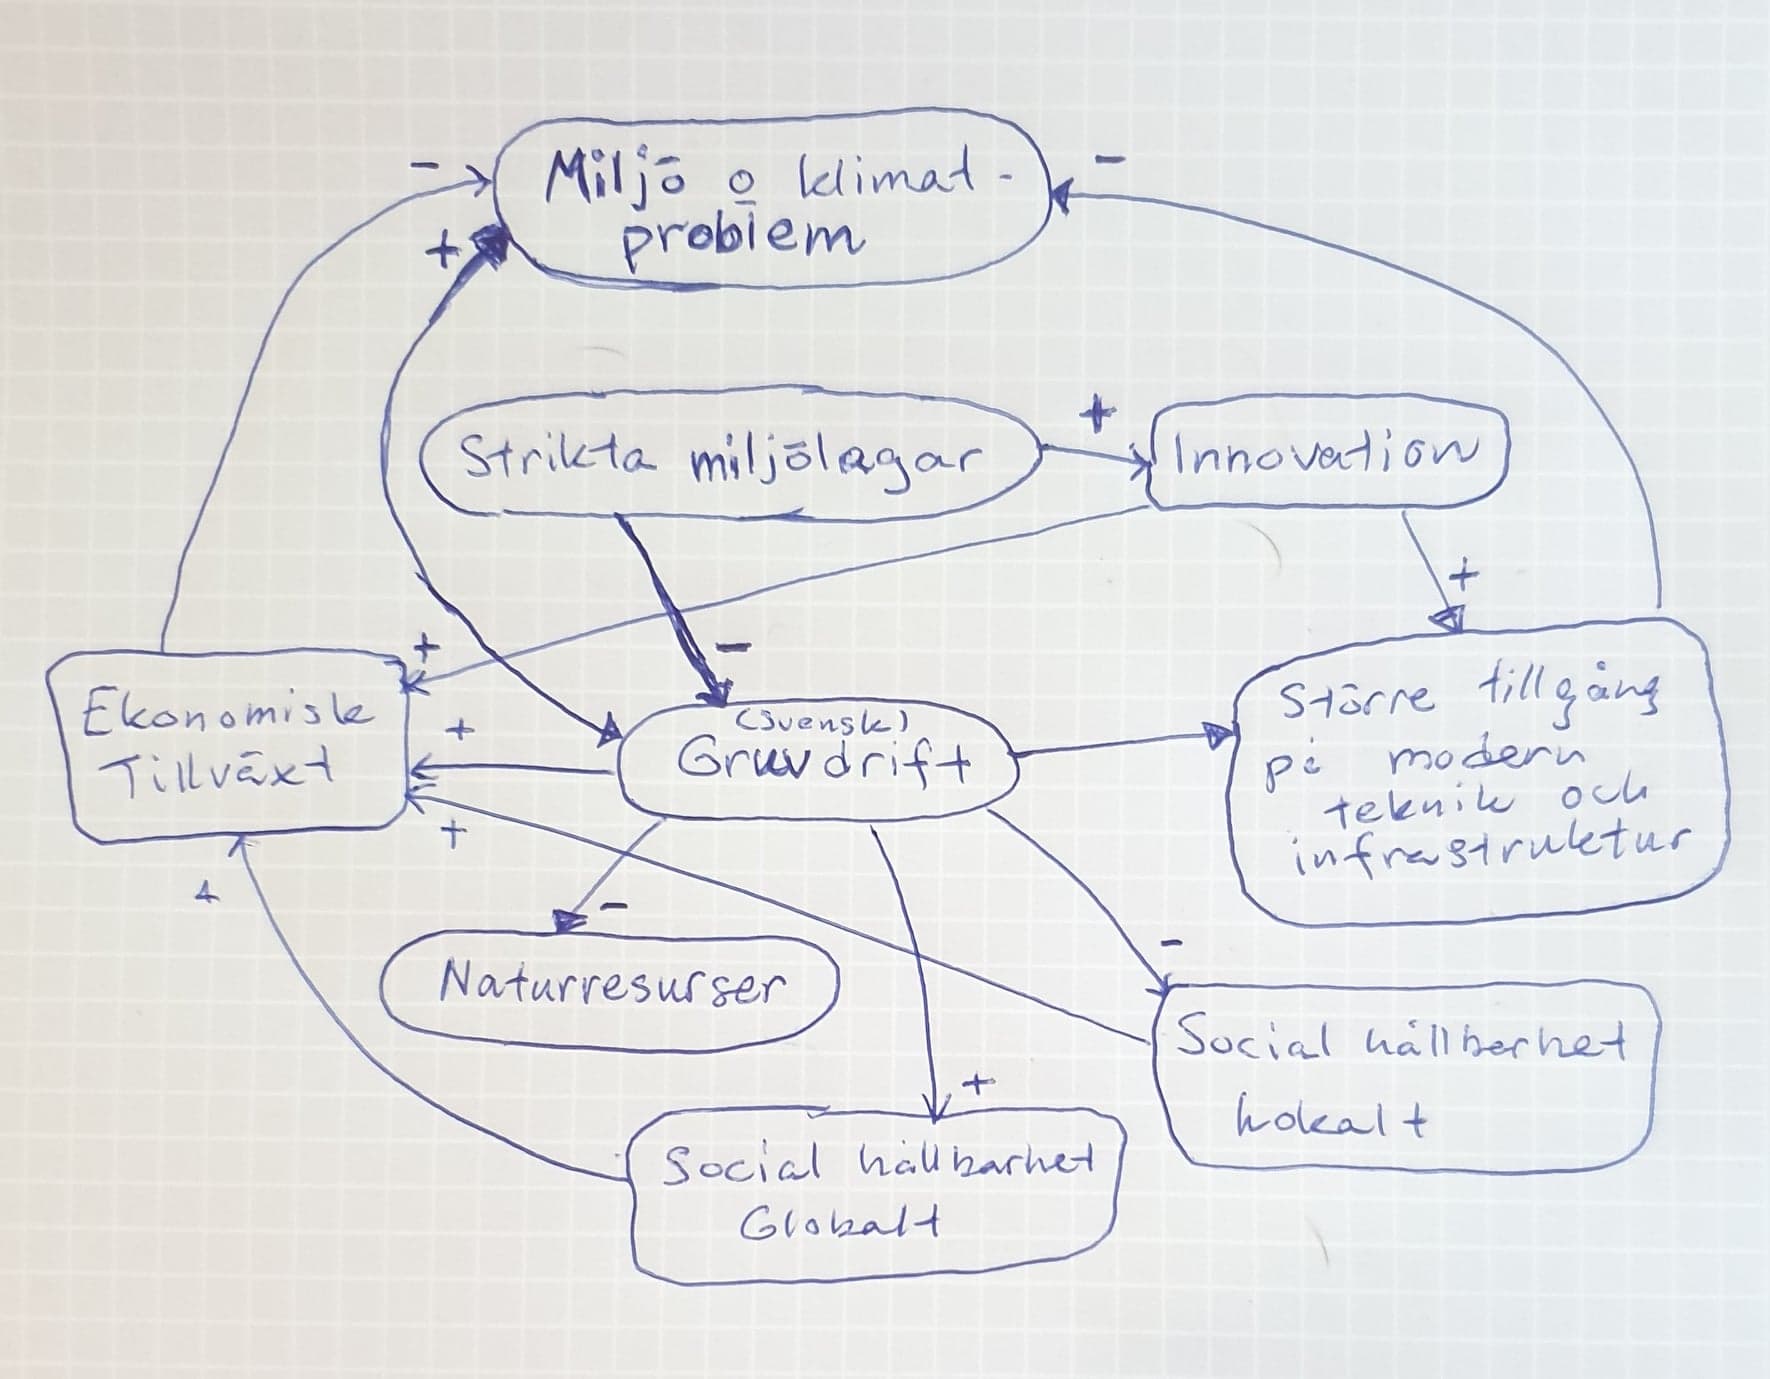 - Miljö o klimat- -
+ problem
Strikta miljölagar + Innovation
+
+ -
Ekonomisk
Tillväxt
+
+
+
(Svensk)
Gruvdrift
Större tillgång
på modern
teknik och
infrastruktur
-
Naturresurser
-
Social hållbarhet
Lokalt
+
Social hållbarhet
Globalt